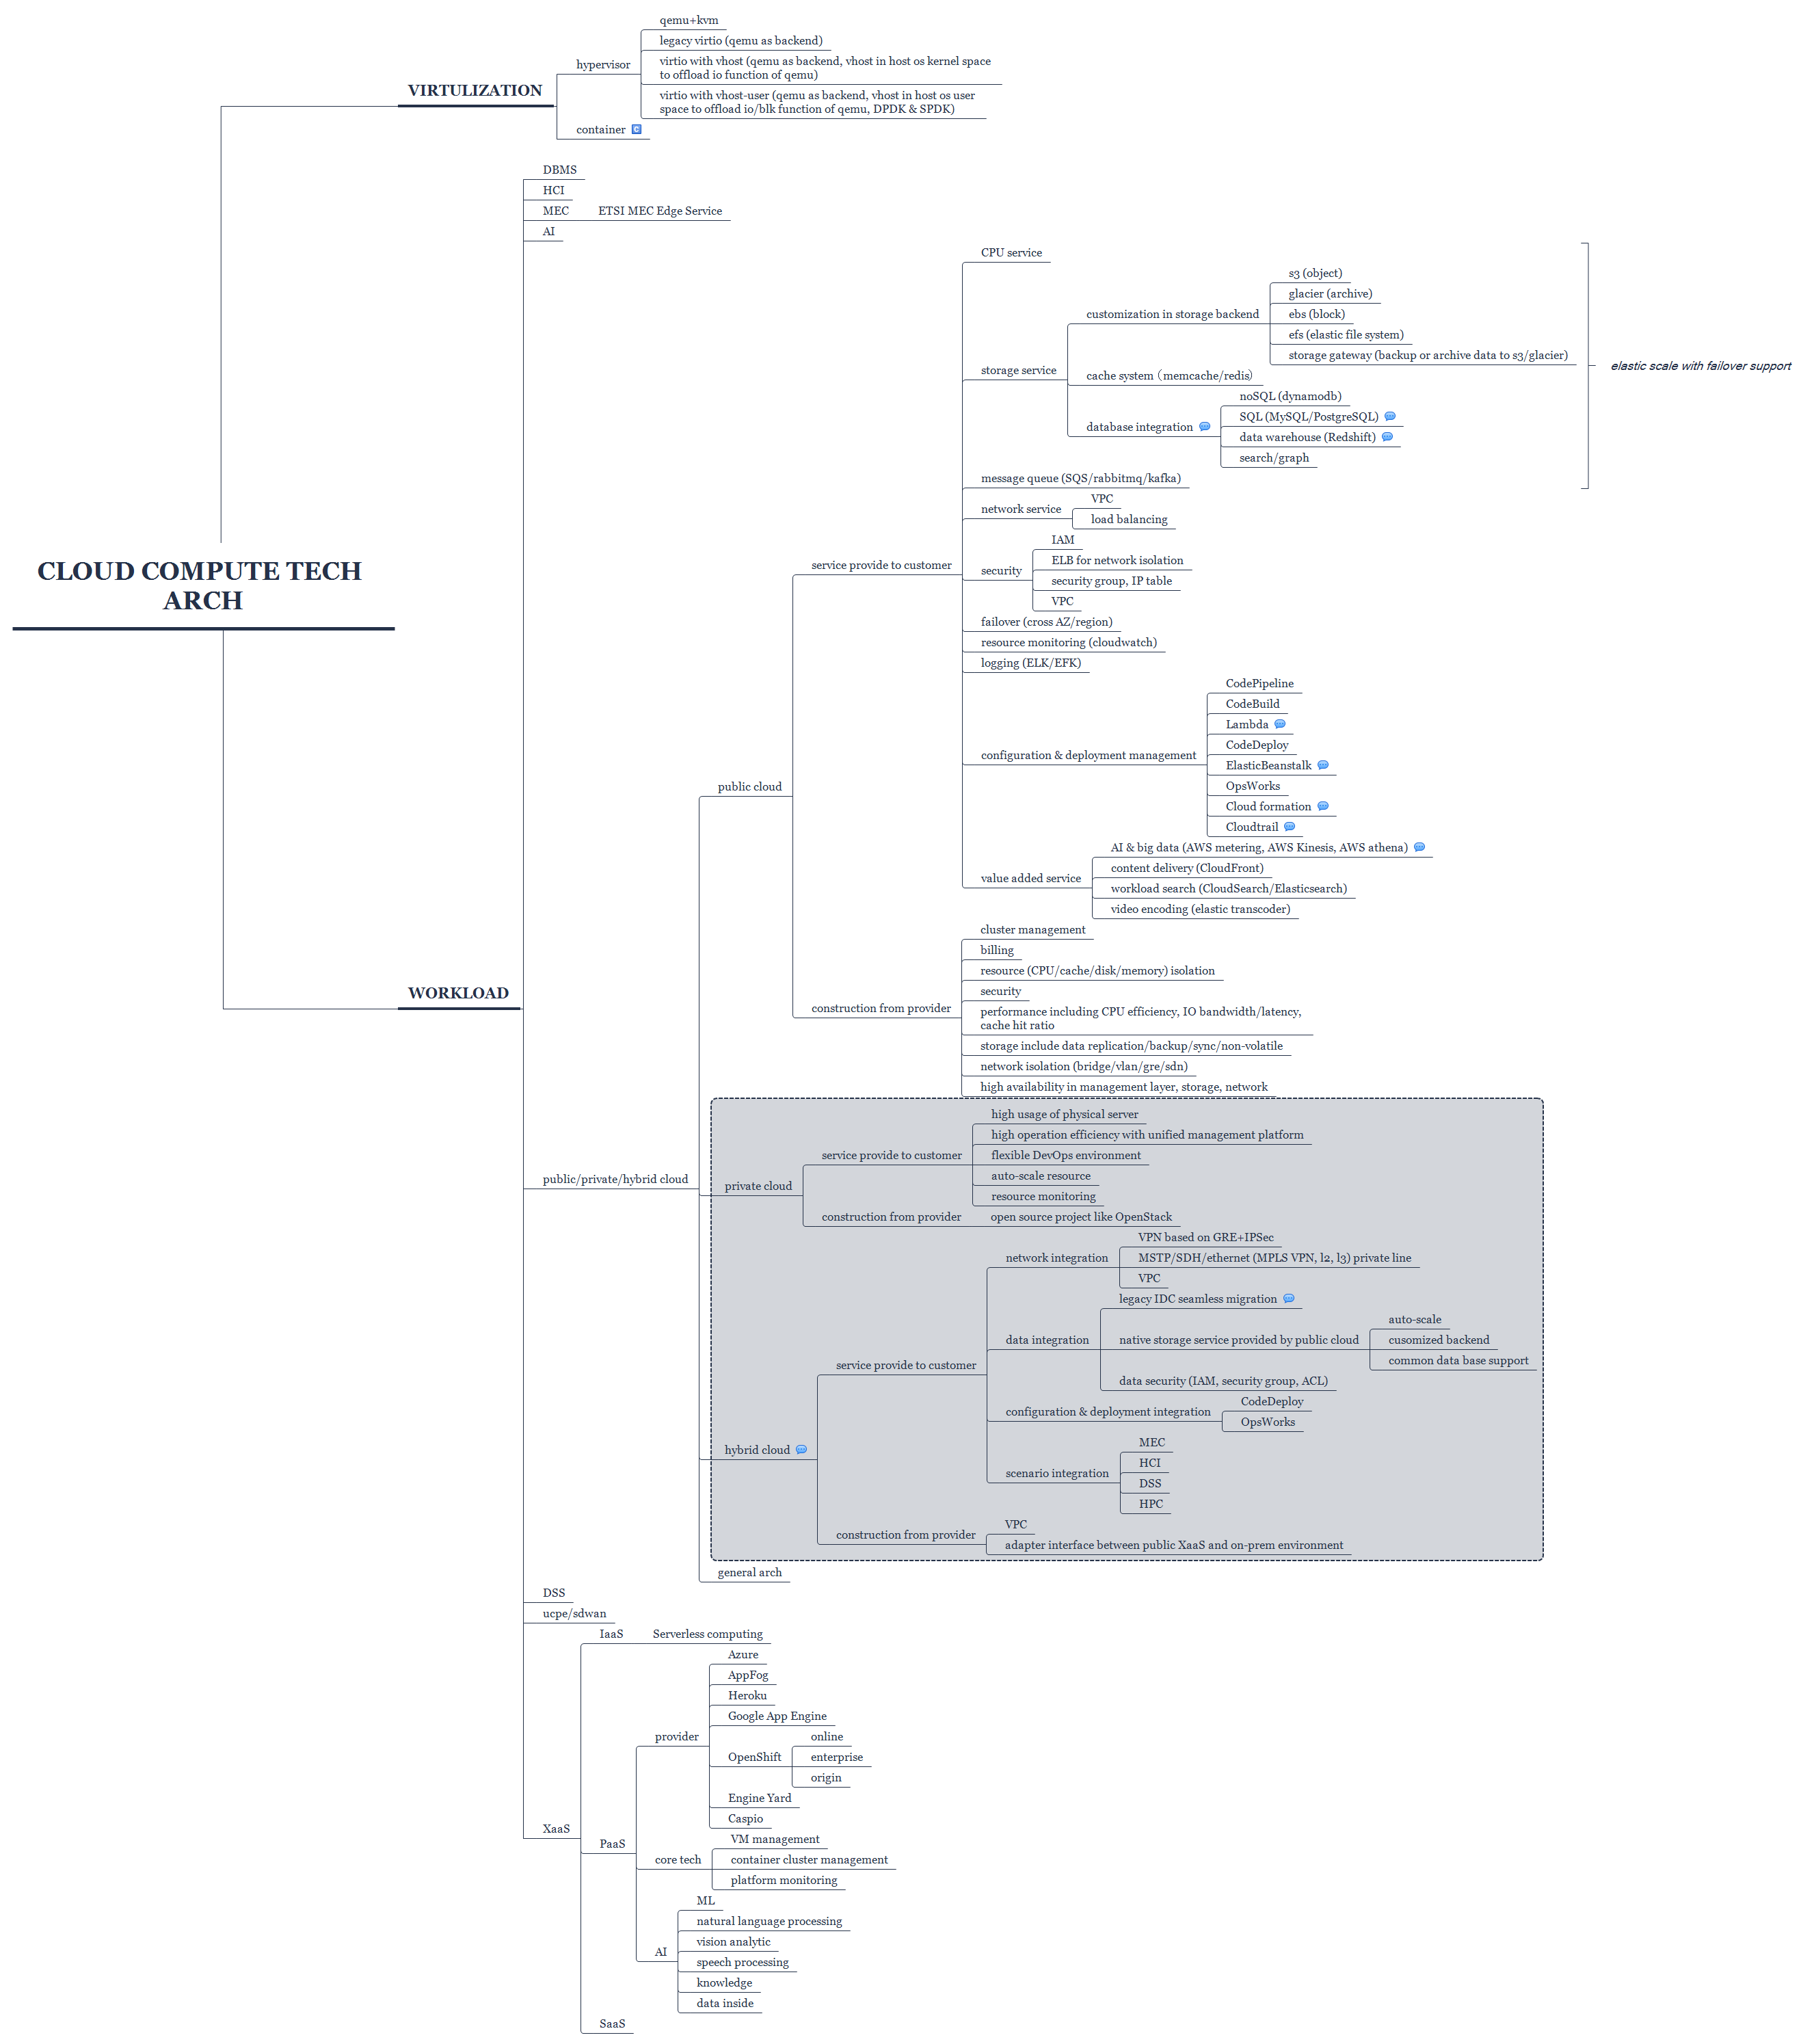 qemu+kvm
legacy virtio (qemu as backend)
hypervisor
virtio with vhost (qemu as backend, vhost in host os kernel space
to offload io function of qemu)
VIRTULIZATION
virtio with vhost-user (qemu as backend, vhost in host os user
space to offload io/blk function of qemu, DPDK & SPDK)
container C
DBMS
HCI
MEC ETSI MEC Edge Service
AI
CPU service
s3 (object)
glacier (archive)
customization in storage backend
ebs (block)
efs (elastic file system)
storage gateway (backup or archive data to s3/glacier)
elastic scale with failover support
storage service
cache system (memcache/redis)
noSQL (dynamodb)
SQL (MySQL/PostgreSQL)
database integration
data warehouse (Redshift)
search/graph
message queue (SQS/rabbitmq/kafka)
VPC
network service
load balancing
IAM
ELB for network isolation
CLOUD COMPUTE TECH
ARCH
service provide to customer
security
security group, IP table
VPC
failover (cross AZ/region)
resource monitoring (cloudwatch)
logging (ELK/EFK)
CodePipeline
CodeBuild
Lambda
CodeDeploy
configuration & deployment management
ElasticBeanstalk
public cloud
OpsWorks
Cloud formation
Cloudtrail
AI & big data (AWS metering, AWS Kinesis, AWS athena)
content delivery (CloudFront)
value added service
workload search (CloudSearch/Elasticsearch)
video encoding (elastic transcoder)
cluster management
billing
resource (CPU/cache/disk/memory) isolation
WORKLOAD
security
construction from provider
performance including CPU efficiency, IO bandwidth/latency,
cache hit ratio
storage include data replication/backup/sync/non-volatile
network isolation (bridge/vlan/gre/sdn)
high availability in management layer, storage, network
high usage of physical server
high operation efficiency with unified management platform
service provide to customer
flexible DevOps environment
public/private/hybrid cloud
auto-scale resource
private cloud
resource monitoring
construction from provider open source project like OpenStack
VPN based on GRE+IPSec
network integration
MSTP/SDH/ethernet (MPLS VPN, l2, l3) private line
VPC
legacy IDC seamless migration
auto-scale
data integration
native storage service provided by public cloud
cusomized backend
common data base support
service provide to customer
data security (IAM, security group, ACL)
CodeDeploy
configuration & deployment integration
OpsWorks
MEC
hybrid cloud
HCI
scenario integration
DSS
HPC
VPC
construction from provider
adapter interface between public XaaS and on-prem environment
general arch
DSS
ucpe/sdwan
IaaS Serverless computing
Azure
AppFog
Heroku
Google App Engine
provider
online
OpenShift
enterprise
origin
Engine Yard
Caspio
XaaS
PaaS
VM management
core tech
container cluster management
platform monitoring
ML
natural language processing
vision analytic
AI
speech processing
knowledge
data inside
SaaS